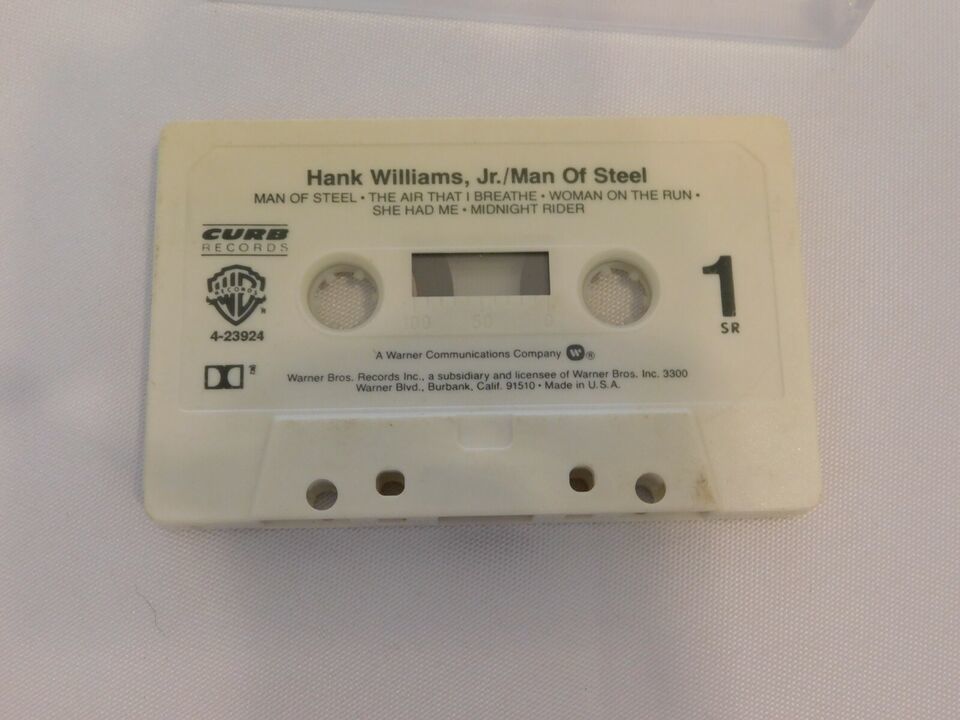 Hank Williams, Jr./Man Of Steel
MAN OF STEEL • THE AIR THAT I BREATHE • WOMAN ON THE RUN •
SHE HAD ME • MIDNIGHT RIDER
CURB
RECORDS
WB
RECORDS
®
4-23924
1
SR
100 50 0
A Warner Communications Company W ®
Warner Bros. Records Inc., a subsidiary and licensee of Warner Bros. Inc. 3300
Warner Blvd., Burbank, Calif. 91510 • Made in U.S.A.